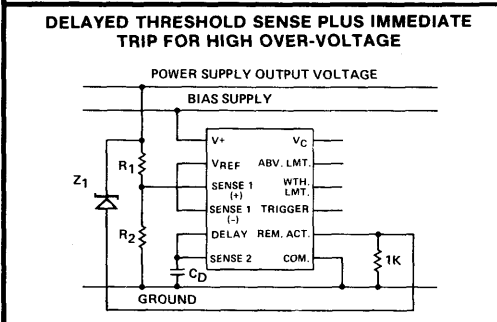 DELAYED THRESHOLD SENSE PLUS IMMEDIATE
TRIP FOR HIGH OVER-VOLTAGE
POWER SUPPLY OUTPUT VOLTAGE
BIAS SUPPLY
V+
VC
R1
VREF
ABV. LMT.
Z1
SENSE 1
(+)
WTH.
LMT.
SENSE 1
(-)
TRIGGER
R2
DELAY
REM. ACT.
SENSE 2
COM.
1K
CD
GROUND